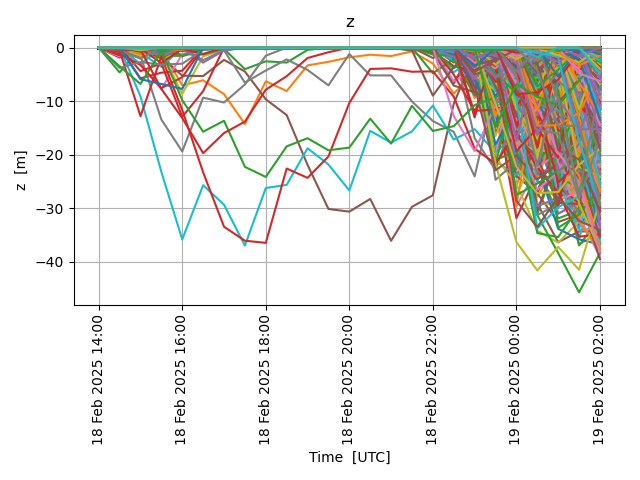 z
0
−10
−20
−30
−40
z [m]
18 Feb 2025 14:00
18 Feb 2025 16:00
18 Feb 2025 18:00
18 Feb 2025 20:00
18 Feb 2025 22:00
19 Feb 2025 00:00
19 Feb 2025 02:00
Time [UTC]